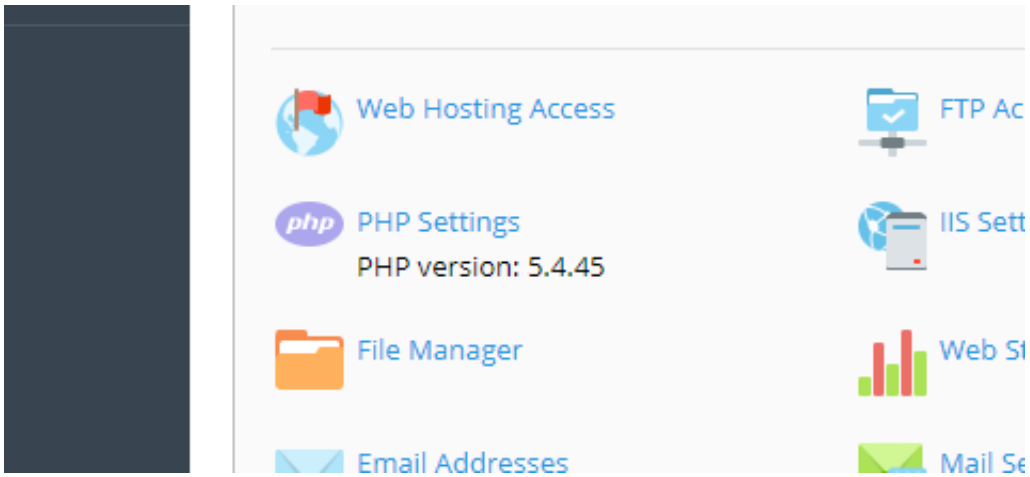 Web Hosting Access
FTP Ac
php
PHP Settings
IIS Sett
PHP version: 5.4.45
File Manager
Web St
Email Addresses
Mail Se